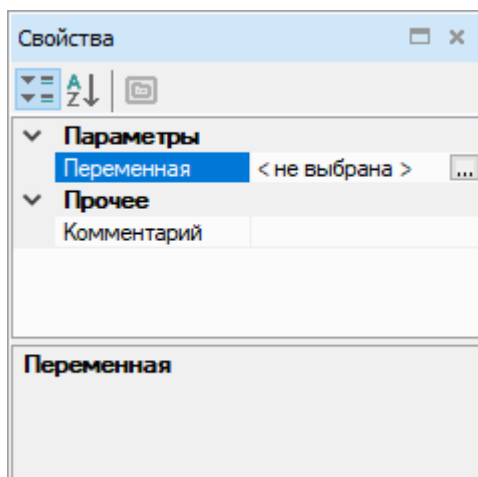 Свойства
Параметры
Переменная < не выбрана > ...
Прочее
Комментарий
Переменная